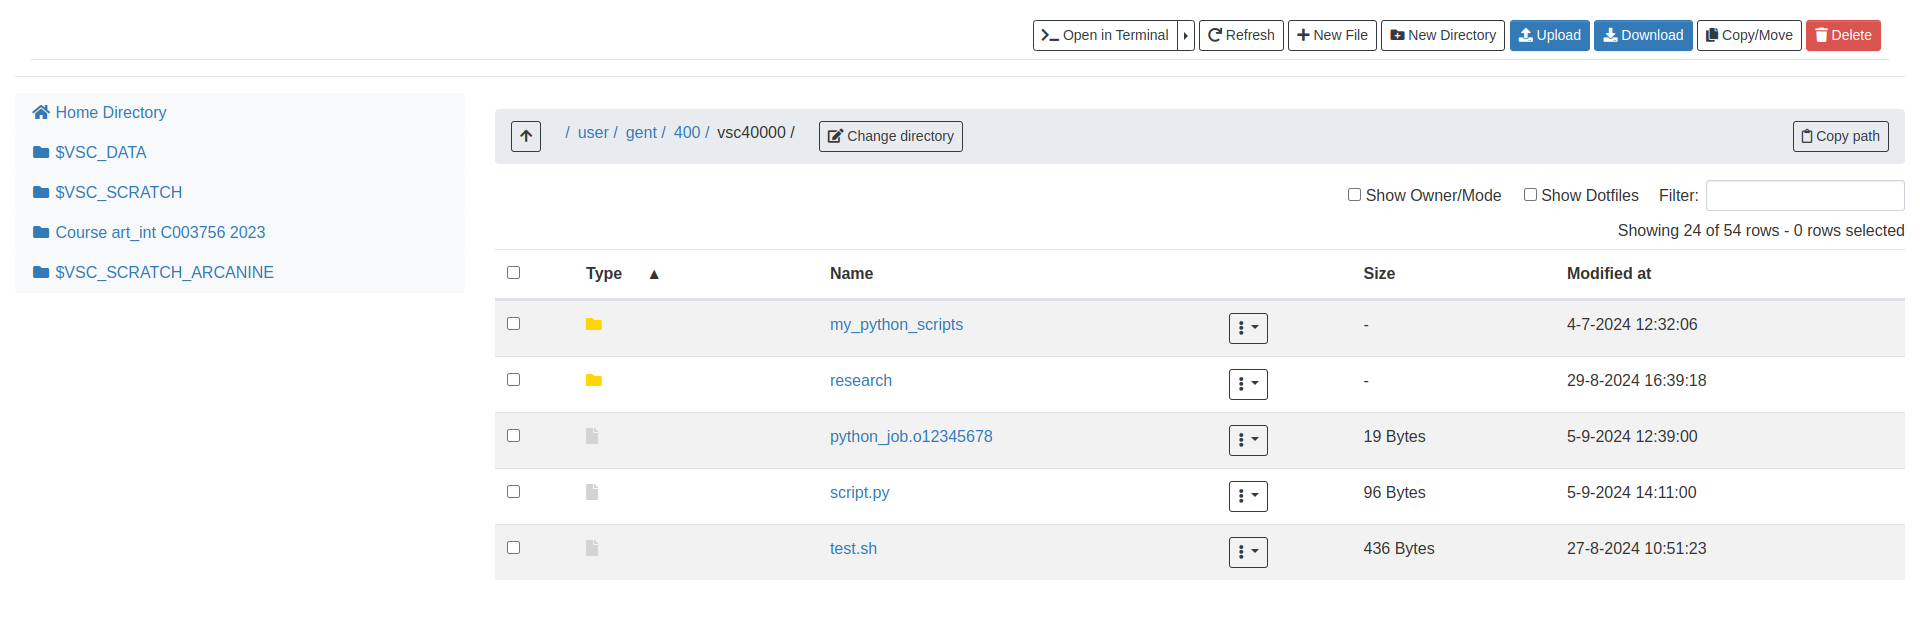 Open in Terminal Refresh New File New Directory Upload Download Copy/Move Delete
Home Directory
$VSC_DATA
$VSC_SCRATCH
Course art_int C003756 2023
$VSC_SCRATCH_ARCANINE
/ user / gent / 400 / vsc40000 / Change directory Copy path
Show Owner/Mode Show Dotfiles Filter:
Showing 24 of 54 rows - 0 rows selected
Type ▲ Name Size Modified at
my_python_scripts - 4-7-2024 12:32:06
research - 29-8-2024 16:39:18
python_job.o12345678 19 Bytes 5-9-2024 12:39:00
script.py 96 Bytes 5-9-2024 14:11:00
test.sh 436 Bytes 27-8-2024 10:51:23